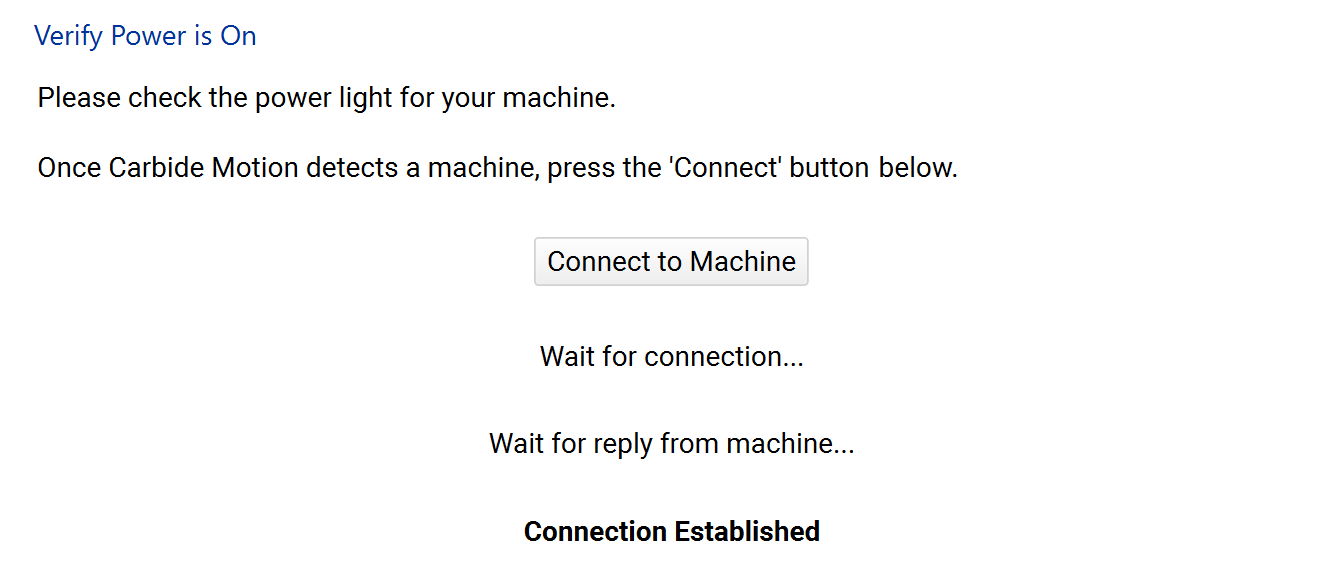 Verify Power is On
Please check the power light for your machine.
Once Carbide Motion detects a machine, press the 'Connect' button below.
Connect to Machine
Wait for connection...
Wait for reply from machine...
Connection Established